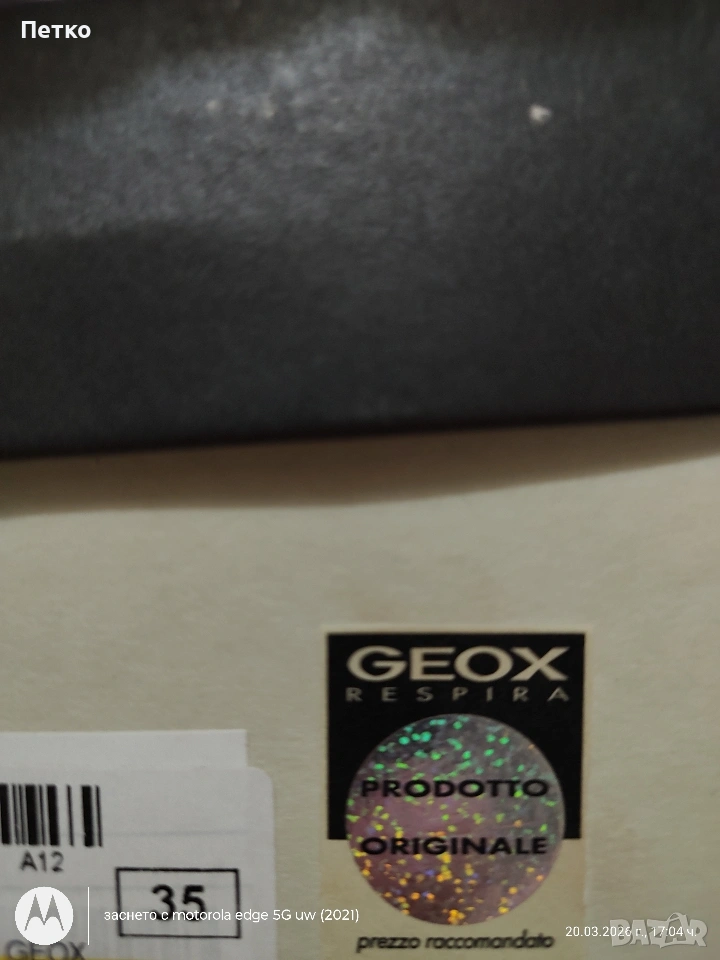 Петко
GEOX
RESPIRA
PRODOTTO
ORIGINALE
prezzo raccomandato
A12
35
GEOX
заснето с motorola edge 5G uw (2021)
20.03.2026 г., 17:04 ч.
BAZAR